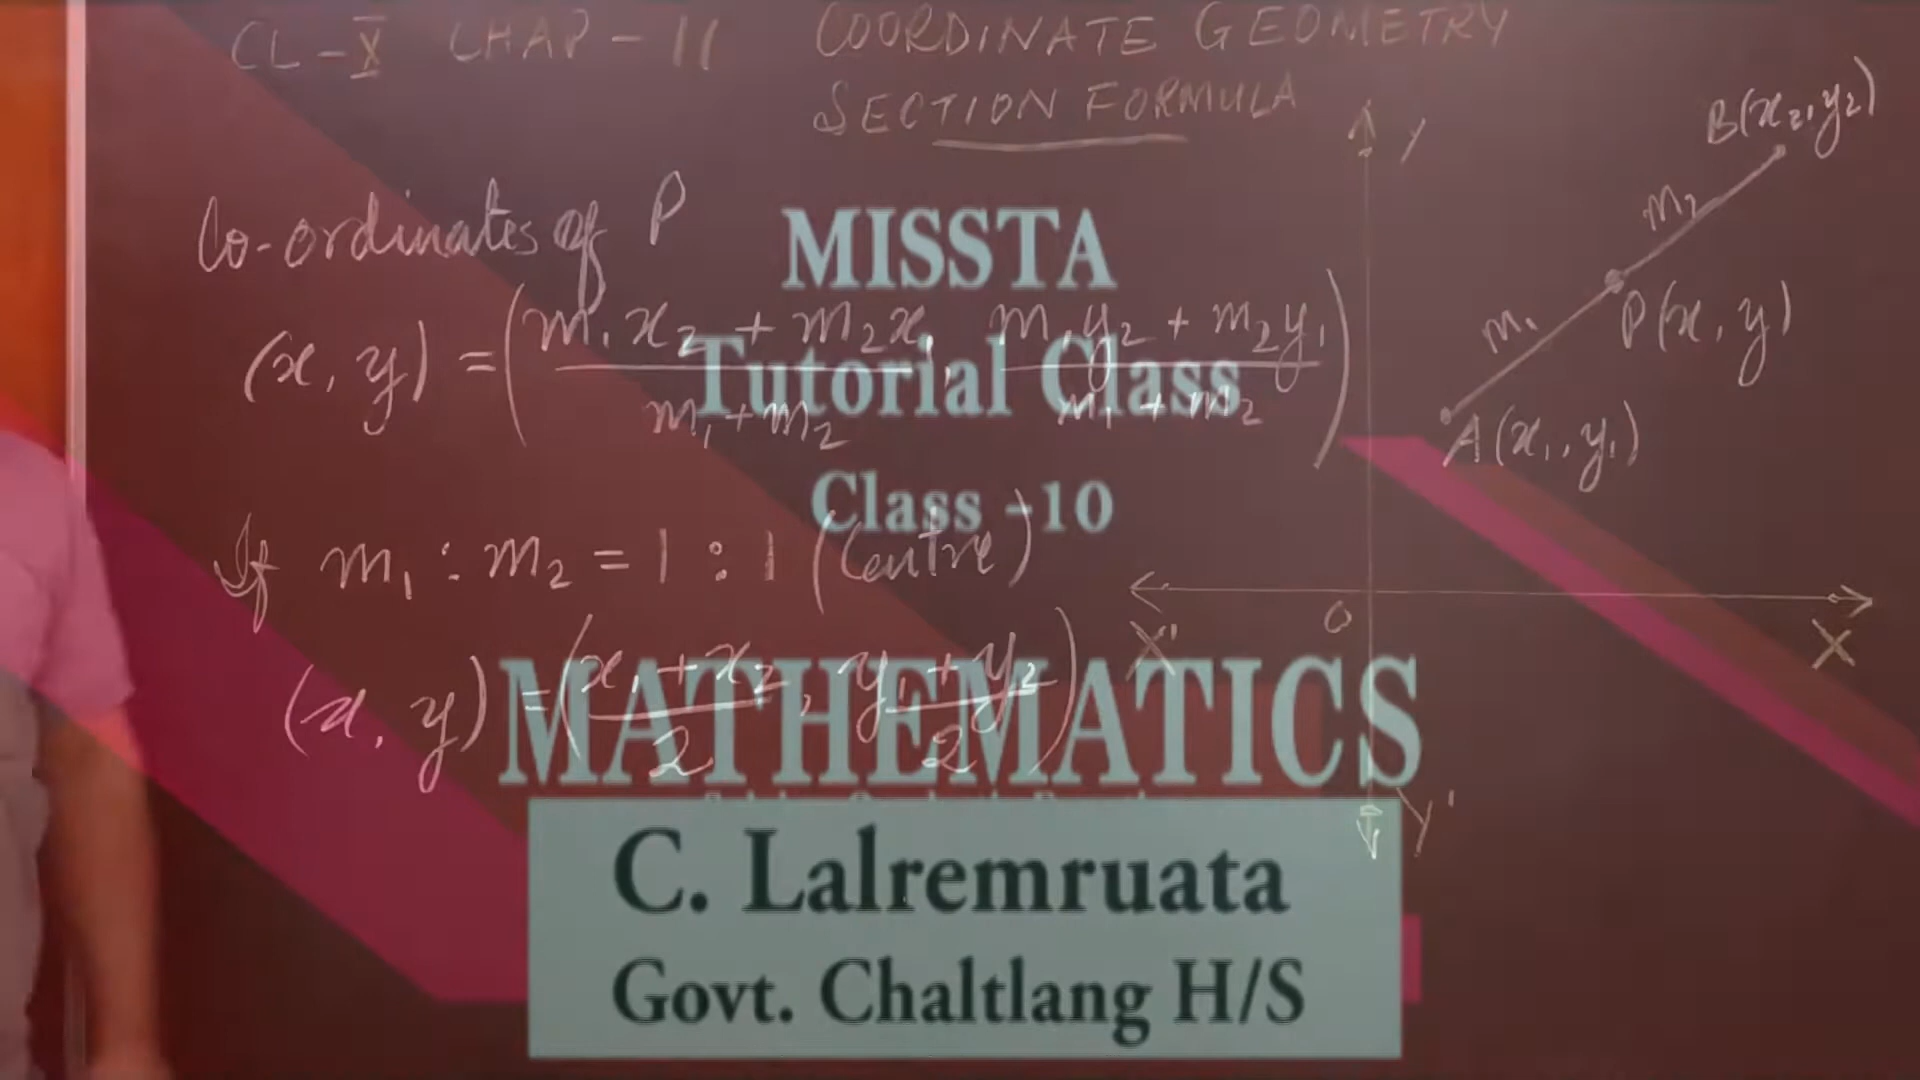 CL-X CHAP-11 COORDINATE GEOMETRY
SECTION FORMULA
Co-ordinates of P
(x, y) = (m₁x₂ + m₂x₁ / m₁ + m₂, m₁y₂ + m₂y₁ / m₁ + m₂)
If m₁ : m₂ = 1 : 1 (Centre)
(x, y) = (x₁ + x₂ / 2, y₁ + y₂ / 2)
Y
B(x₂, y₂)
m₂
P(x, y)
m₁
A(x₁, y₁)
X'
O
X
Y'
MISSTA
Tutorial Class
Class -10
MATHEMATICS
C. Lalremruata
Govt. Chaltlang H/S